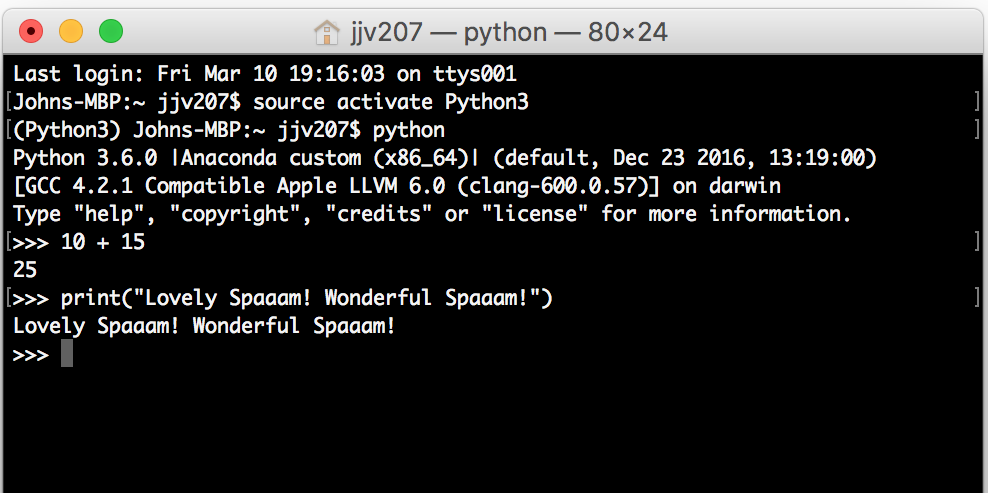 jjv207 — python — 80×24
Last login: Fri Mar 10 19:16:03 on ttys001
[Johns-MBP:~ jjv207$ source activate Python3 ]
[(Python3) Johns-MBP:~ jjv207$ python ]
Python 3.6.0 |Anaconda custom (x86_64)| (default, Dec 23 2016, 13:19:00)
[GCC 4.2.1 Compatible Apple LLVM 6.0 (clang-600.0.57)] on darwin
Type "help", "copyright", "credits" or "license" for more information.
[>>> 10 + 15 ]
25
[>>> print("Lovely Spaaam! Wonderful Spaaam!") ]
Lovely Spaaam! Wonderful Spaaam!
>>>